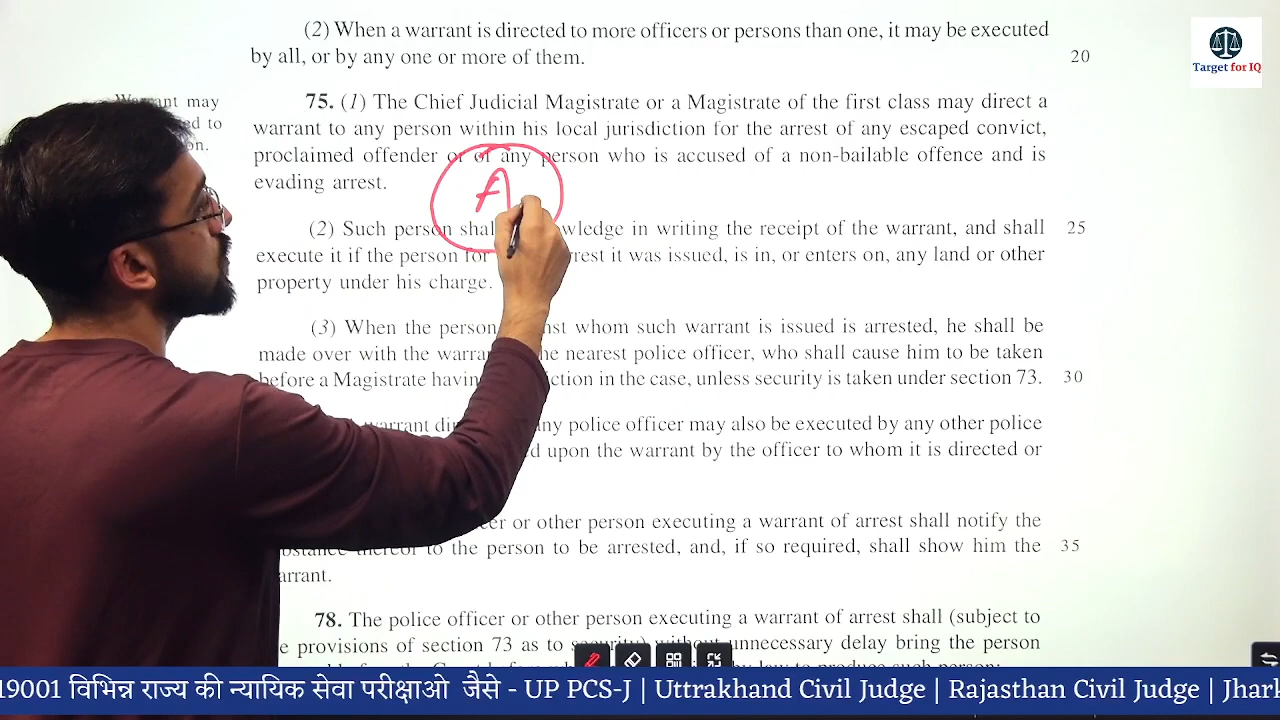 (2) When a warrant is directed to more officers or persons than one, it may be executed
by all, or by any one or more of them. 20
Target for IQ
Warrant may
to
75. (1) The Chief Judicial Magistrate or a Magistrate of the first class may direct a
warrant to any person within his local jurisdiction for the arrest of any escaped convict,
proclaimed offender or of any person who is accused of a non-bailable offence and is
evading arrest.
A
(2) Such person shall in writing the receipt of the warrant, and shall 25
execute it if the person for it was issued, is in, or enters on, any land or other
property under his charge.
(3) When the person whom such warrant is issued is arrested, he shall be
made over with the nearest police officer, who shall cause him to be taken
before a Magistrate in the case, unless security is taken under section 73. 30
warrant police officer may also be executed by any other police
upon the warrant by the officer to whom it is directed or
or other person executing a warrant of arrest shall notify the
thereof to the person to be arrested, and, if so required, shall show him the 35
78. The police officer or other person executing a warrant of arrest shall (subject to
provisions of section 73 as to security) without unnecessary delay bring the person
19001 विभिन्न राज्य की न्यायिक सेवा परीक्षाओ जैसे - UP PCS-J | Uttrakhand Civil Judge | Rajasthan Civil Judge | Jhark